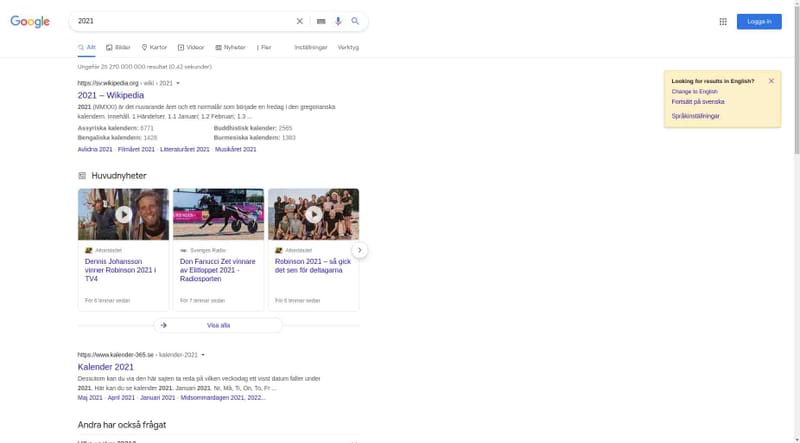 Google
2021
Logga in
Allt Bilder Kartor Videor Nyheter Fler Inställningar Verktyg
Ungefär 25 270 000 000 resultat (0,42 sekunder)
Looking for results in English?
Change to English
Fortsätt på svenska
Språkinställningar
https://sv.wikipedia.org › wiki › 2021
2021 – Wikipedia
2021 (MMXXI) är det nuvarande året och ett normalår som började en fredag i den gregorianska
kalendern. Innehåll. 1 Händelser. 1.1 Januari; 1.2 Februari; 1.3 ...
Assyriska kalendern: 6771 Buddhistisk kalender: 2565
Bengaliska kalendern: 1428 Burmesiska kalendern: 1383
Avlidna 2021 · Filmåret 2021 · Litteraturåret 2021 · Musikåret 2021
Huvudnyheter
Aftonbladet
Dennis Johansson
vinner Robinson 2021 i
TV4
För 6 timmar sedan
Sveriges Radio
Don Fanucci Zet vinnare
av Elitloppet 2021 -
Radiosporten
För 7 timmar sedan
Aftonbladet
Robinson 2021 – så gick
det sen för deltagarna
För 6 timmar sedan
Visa alla
https://www.kalender-365.se › kalender-2021
Kalender 2021
Dessutom kan du via den här sajten ta reda på vilken veckodag ett visst datum faller under
2021. Här kan du se kalender 2021. Januari 2021. Nr, Må, Ti, On, To, Fr ...
Maj 2021 · April 2021 · Januari 2021 · Midsommardagen 2021, 2022...
Andra har också frågat